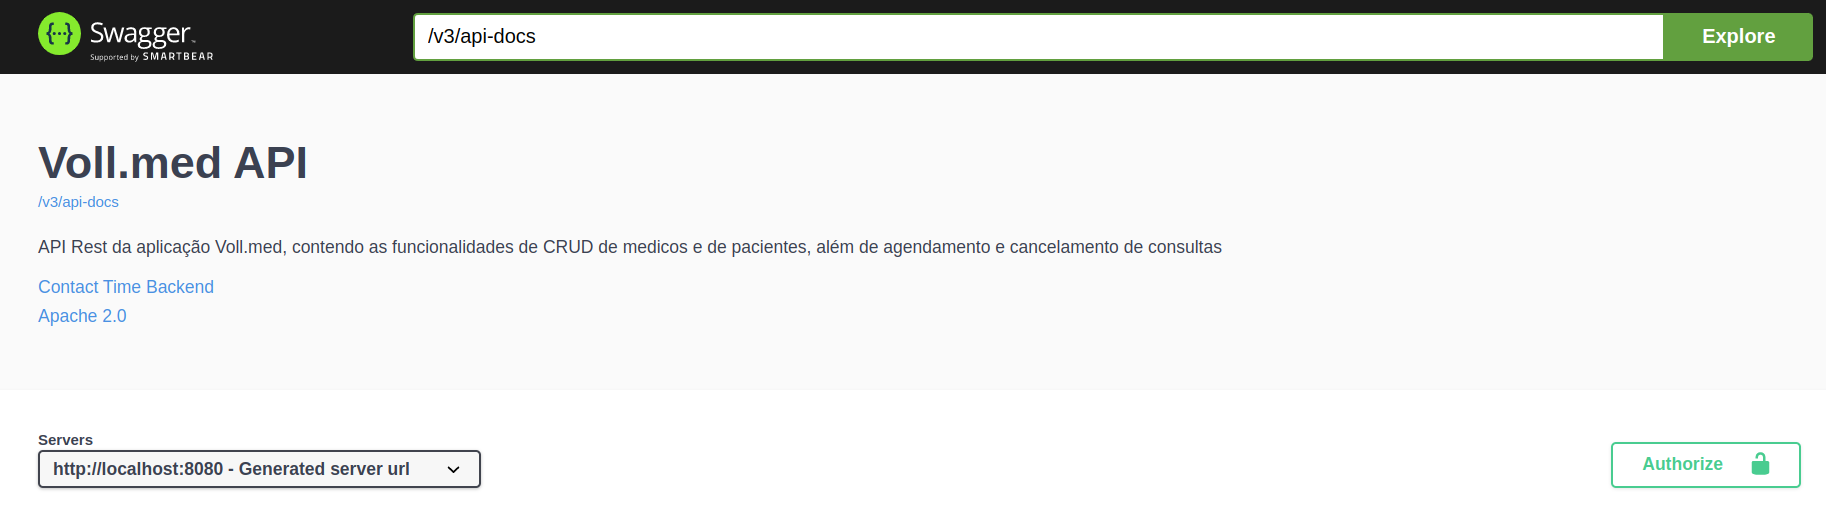 {···} Swagger™
Supported by SMARTBEAR
/v3/api-docs
Explore
Voll.med API
/v3/api-docs
API Rest da aplicação Voll.med, contendo as funcionalidades de CRUD de medicos e de pacientes, além de agendamento e cancelamento de consultas
Contact Time Backend
Apache 2.0
Servers
http://localhost:8080 - Generated server url
Authorize